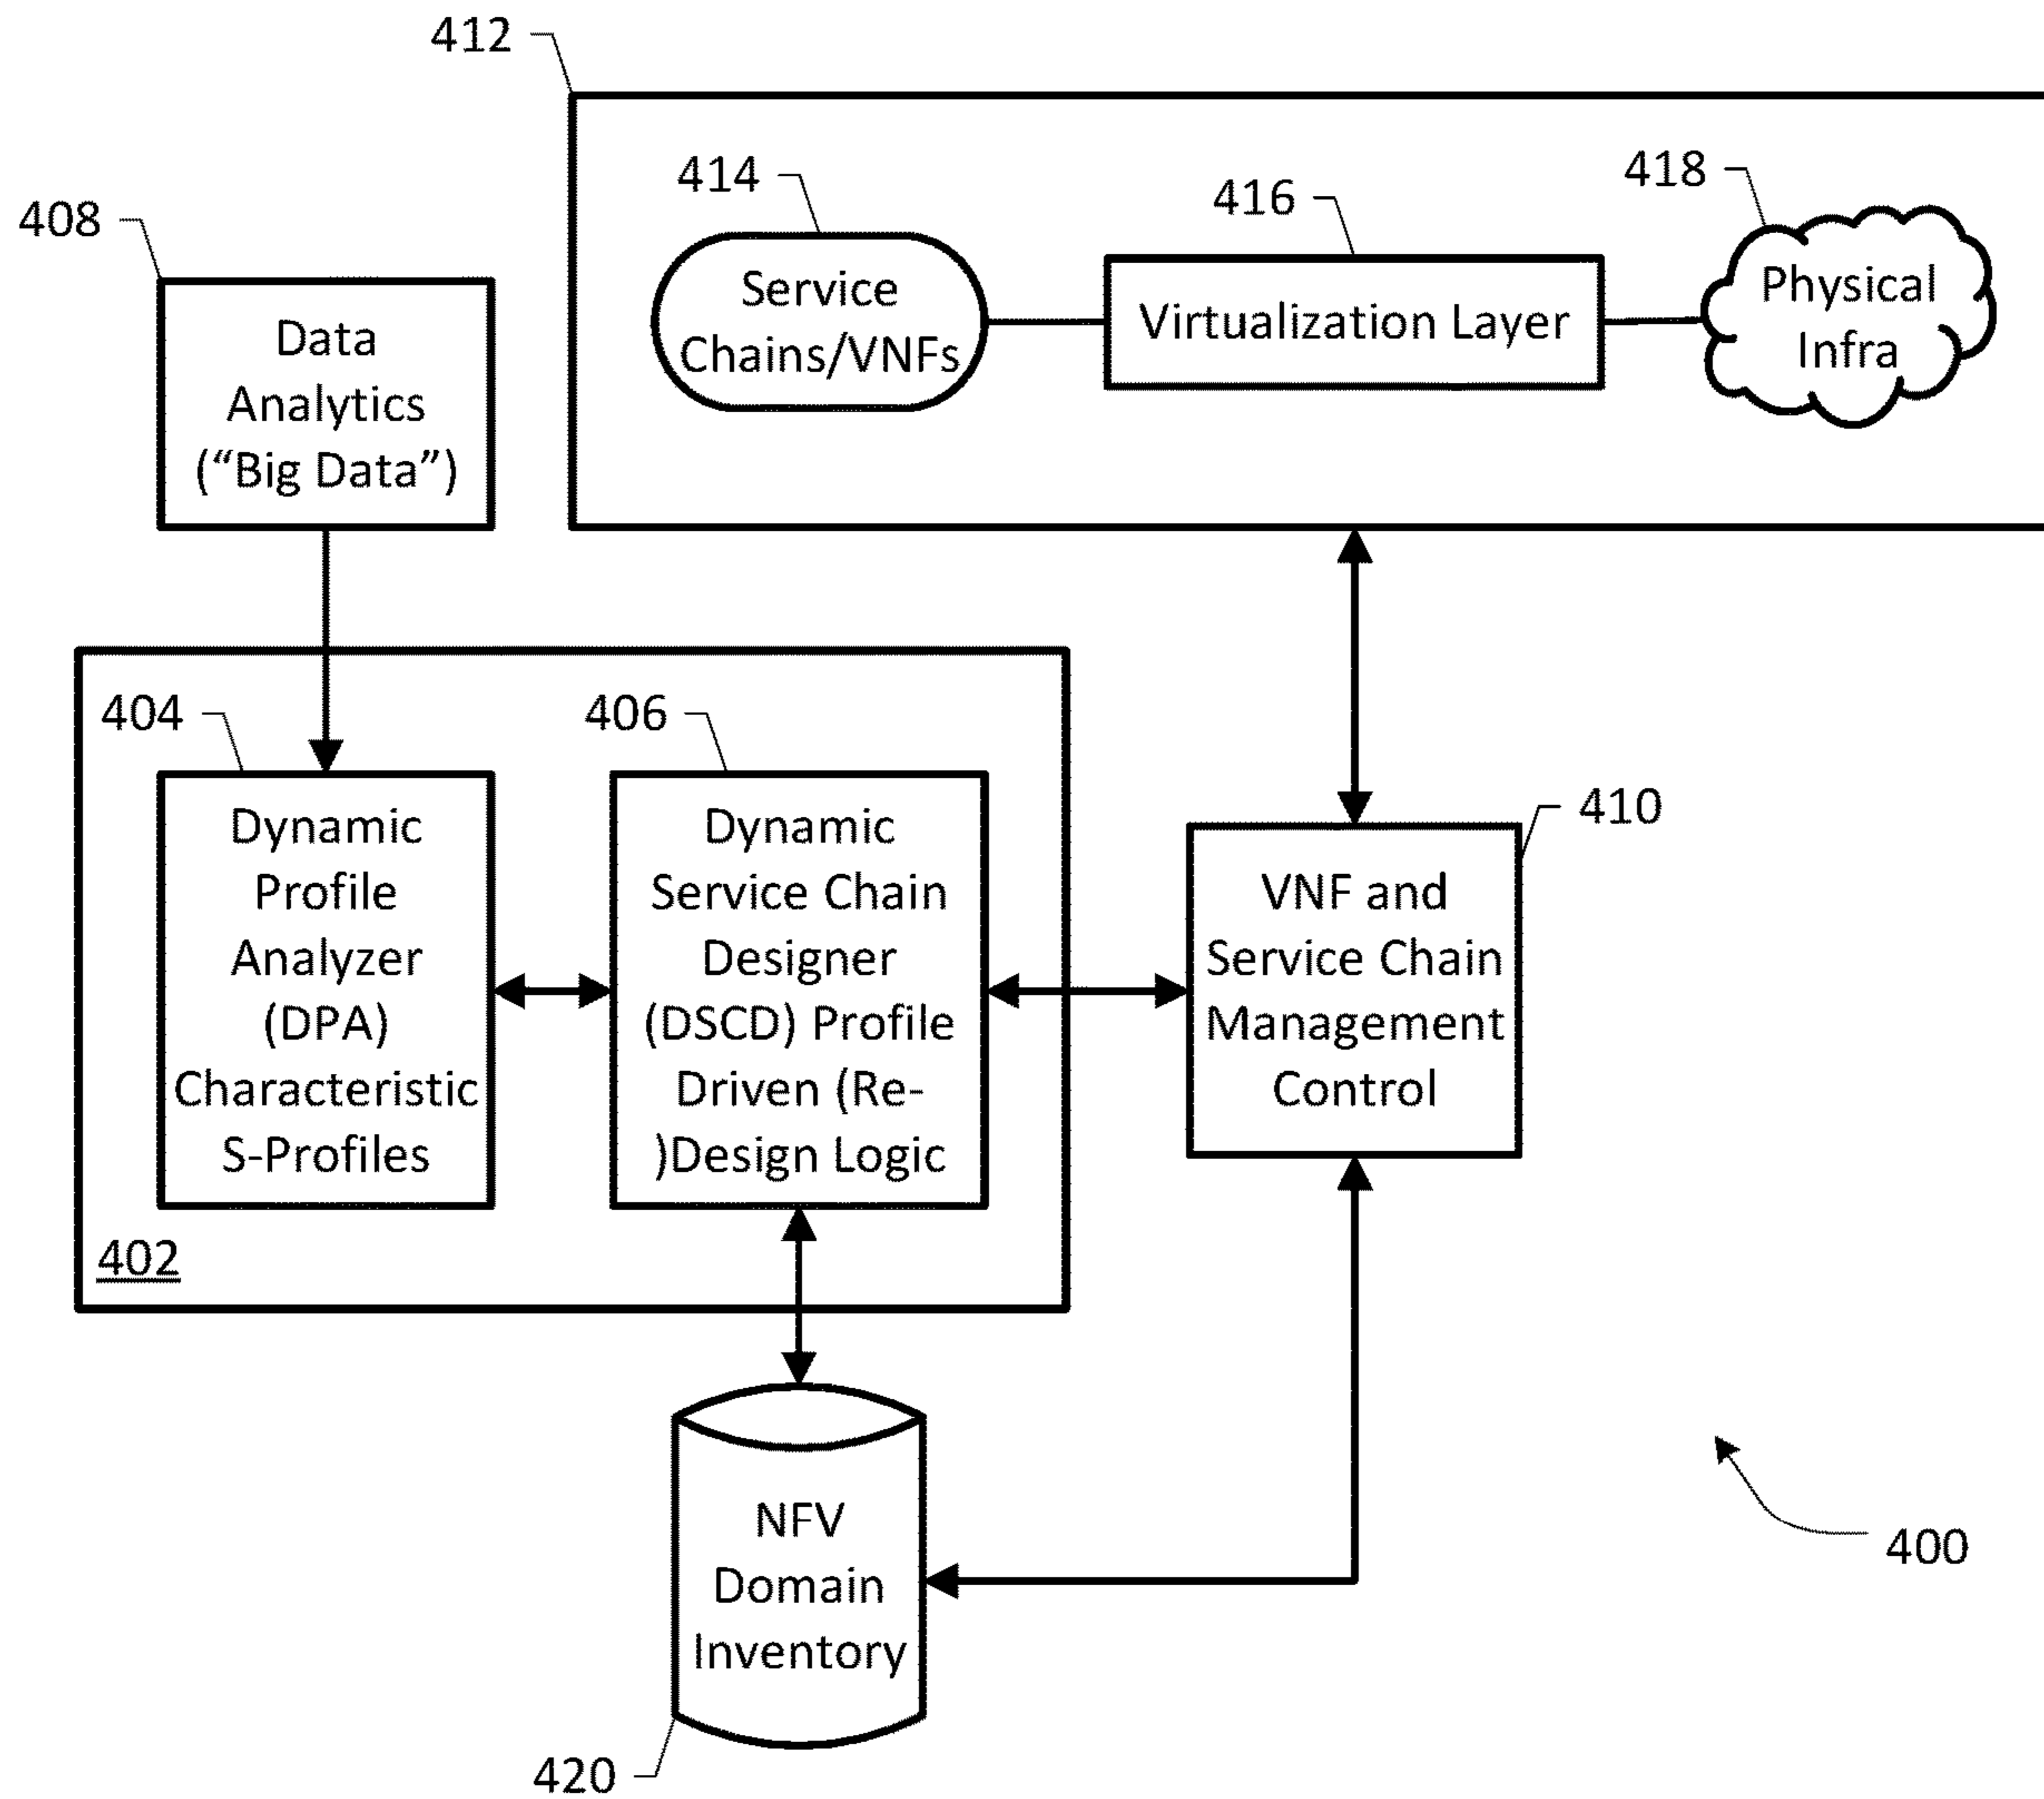 412
414
416
418
408
Service
Chains/VNFs
Virtualization Layer
Physical
Infra
Data
Analytics
(“Big Data”)
404
406
410
Dynamic
Profile
Analyzer
(DPA)
Characteristic
S-Profiles
Dynamic
Service Chain
Designer
(DSCD) Profile
Driven (Re-
)Design Logic
VNF and
Service Chain
Management
Control
402
NFV
Domain
Inventory
400
420